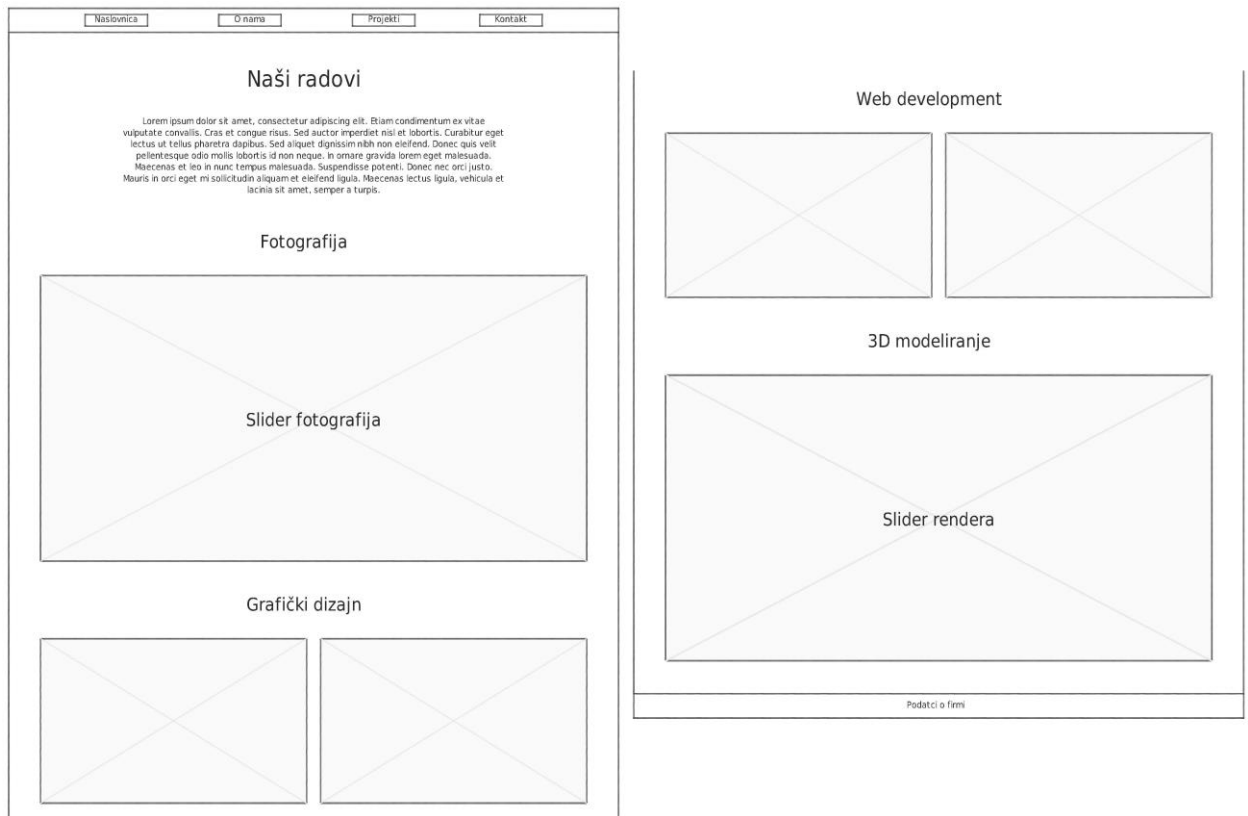 Naslovnica
O nama
Projekti
Kontakt
Naši radovi
Lorem ipsum dolor sit amet, consectetur adipiscing elit. Etiam condimentum ex vitae
vulputate convallis. Cras et congue risus. Sed auctor imperdiet nisi et lobortis. Curabitur eget
lectus ut tellus pharetra dapibus. Sed aliquet dignissim nibh non eleifend. Donec quis velit
pellentesque odio mollis lobortis id non neque. In ornare gravida lorem eget malesuada.
Maecenas et leo in nunc tempus malesuada. Suspendisse potenti. Donec nec orci justo.
Mauris in orci eget mi sollicitudin aliquam et eleifend ligula. Maecenas lectus ligula, vehicula et
lacinia sit amet, semper a turpis.
Fotografija
Slider fotografija
Grafički dizajn
Web development
3D modeliranje
Slider rendera
Podatci o firmi